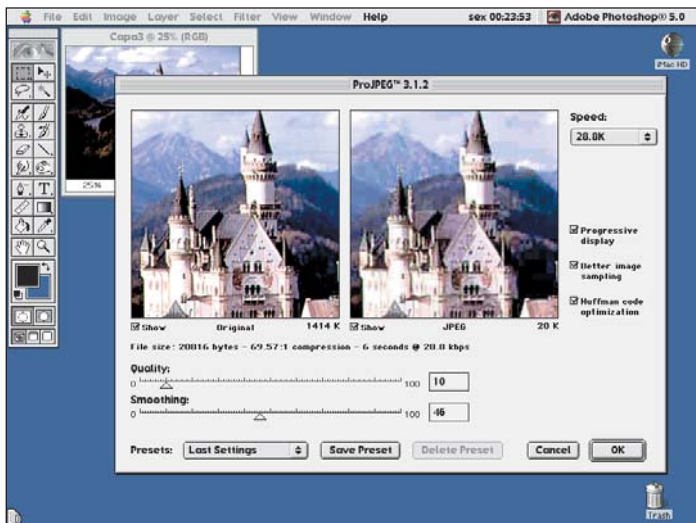 File Edit Image Layer Select Filter View Window Help sex 00:23:53 Adobe Photoshop® 5.0
Capa3 @ 25% (RGB)
iMac HD
ProJPEG™ 3.1.2
Speed:
28.8K
25%
T
Progressive
display
Better image
sampling
Huffman code
optimization
Show Original 1414 K Show JPEG 20 K
File size: 20816 bytes - 69.57:1 compression - 6 seconds @ 28.8 kbps
Quality:
0 100 10
Smoothing:
0 100 46
Presets: Last Settings Save Preset Delete Preset Cancel OK
Trash